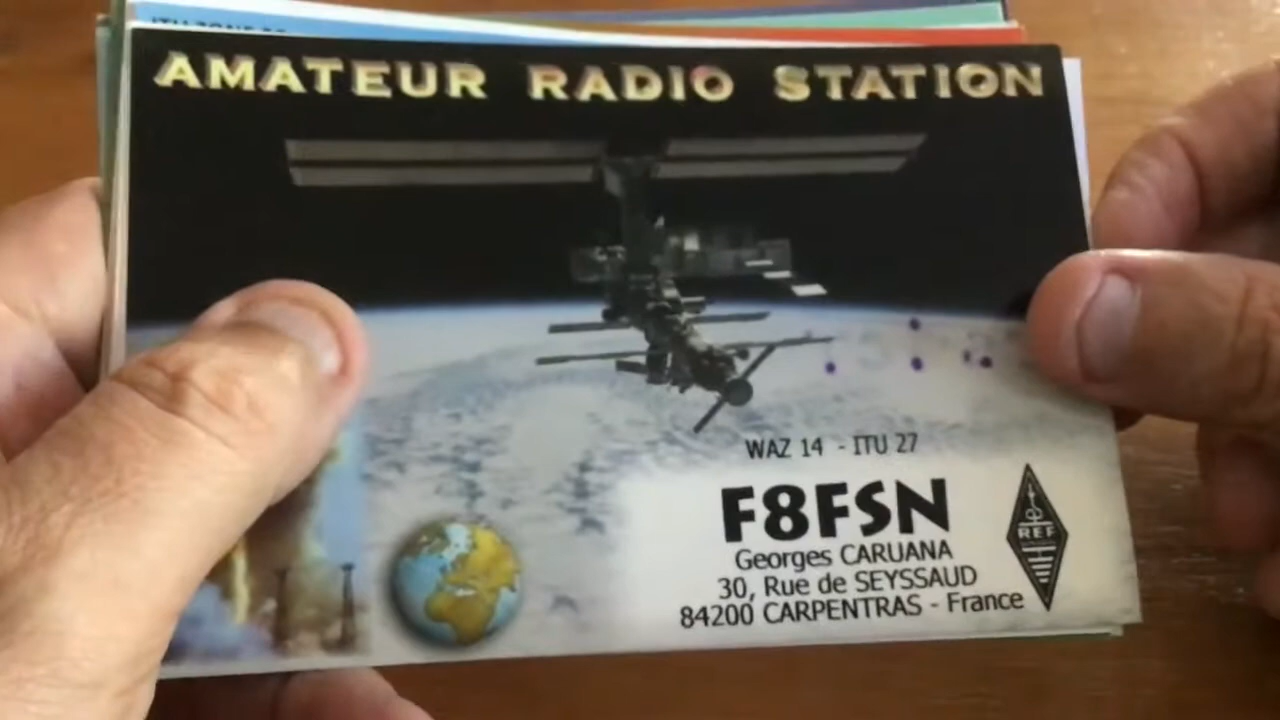 AMATEUR RADIO STATION
WAZ 14 - ITU 27
F8FSN
REF
Georges CARUANA
30, Rue de SEYSSAUD
84200 CARPENTRAS - France